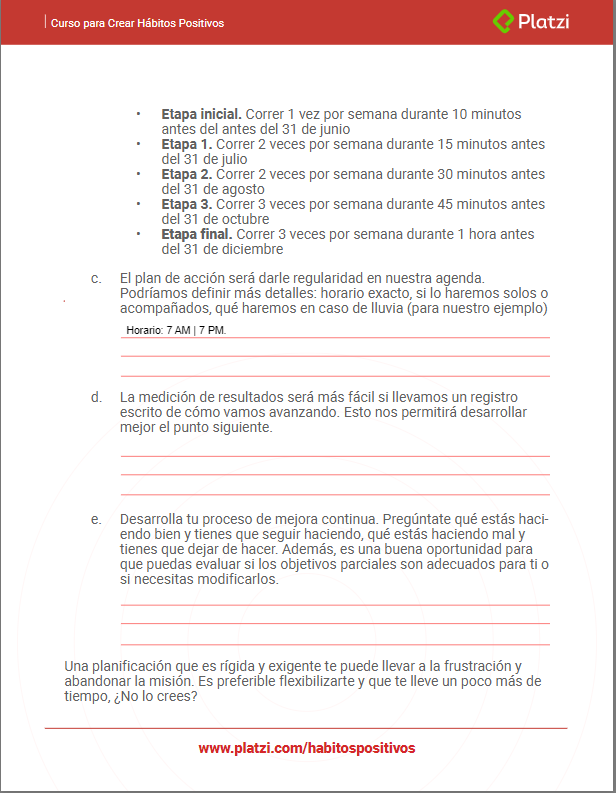 Curso para Crear Hábitos Positivos
Platzi
• Etapa inicial. Correr 1 vez por semana durante 10 minutos
antes del antes del 31 de junio
• Etapa 1. Correr 2 veces por semana durante 15 minutos antes
del 31 de julio
• Etapa 2. Correr 2 veces por semana durante 30 minutos antes
del 31 de agosto
• Etapa 3. Correr 3 veces por semana durante 45 minutos antes
del 31 de octubre
• Etapa final. Correr 3 veces por semana durante 1 hora antes
del 31 de diciembre
c. El plan de acción será darle regularidad en nuestra agenda.
Podríamos definir más detalles: horario exacto, si lo haremos solos o
acompañados, qué haremos en caso de lluvia (para nuestro ejemplo)
Horario: 7 AM | 7 PM.
d. La medición de resultados será más fácil si llevamos un registro
escrito de cómo vamos avanzando. Esto nos permitirá desarrollar
mejor el punto siguiente.
e. Desarrolla tu proceso de mejora continua. Pregúntate qué estás haci-
endo bien y tienes que seguir haciendo, qué estás haciendo mal y
tienes que dejar de hacer. Además, es una buena oportunidad para
que puedas evaluar si los objetivos parciales son adecuados para ti o
si necesitas modificarlos.
Una planificación que es rígida y exigente te puede llevar a la frustración y
abandonar la misión. Es preferible flexibilizarte y que te lleve un poco más de
tiempo, ¿No lo crees?
www.platzi.com/habitospositivos